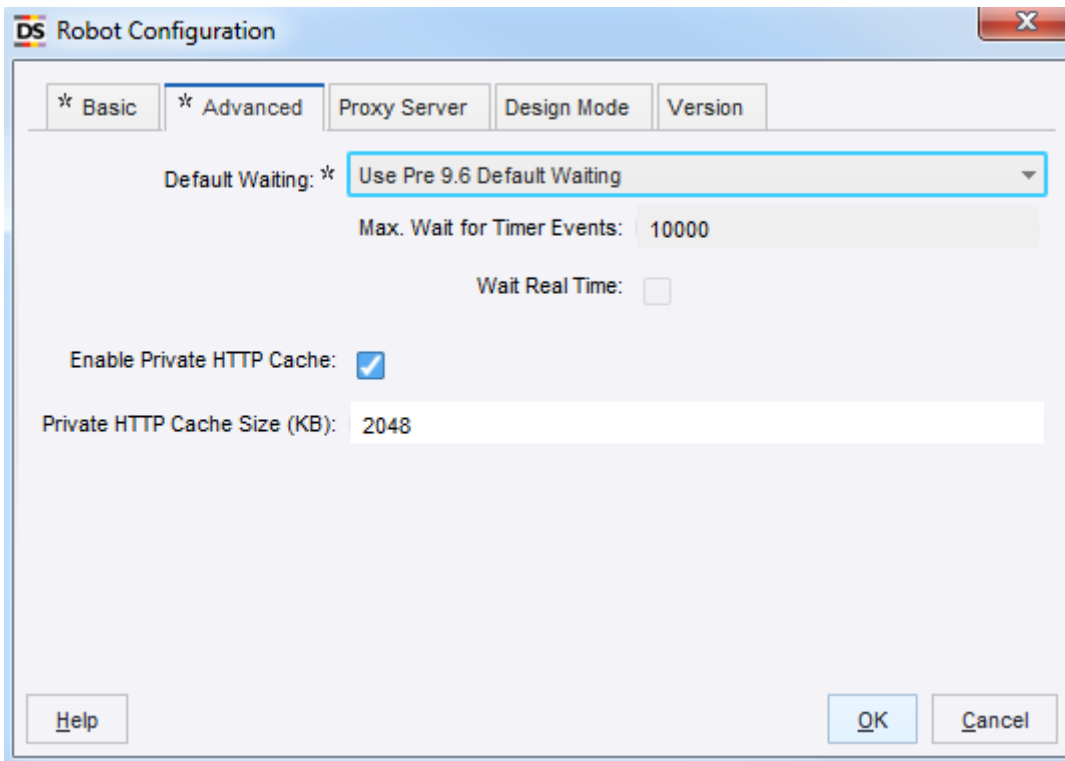 DS Robot Configuration
* Basic * Advanced Proxy Server Design Mode Version
Default Waiting: * Use Pre 9.6 Default Waiting
Max. Wait for Timer Events: 10000
Wait Real Time:
Enable Private HTTP Cache:
Private HTTP Cache Size (KB): 2048
Help OK Cancel